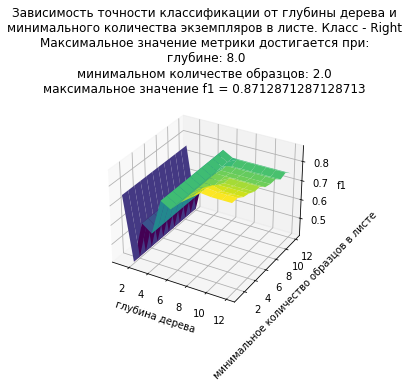 Зависимость точности классификации от глубины дерева и
минимального количества экземпляров в листе. Класс - Right
Максимальное значение метрики достигается при:
глубине: 8.0
минимальном количестве образцов: 2.0
максимальное значение f1 = 0.8712871287128713
0.8
0.7
0.6
0.5
f1
2 4 6 8 10 12
глубина дерева
2 4 6 8 10 12
минимальное количество образцов в листе